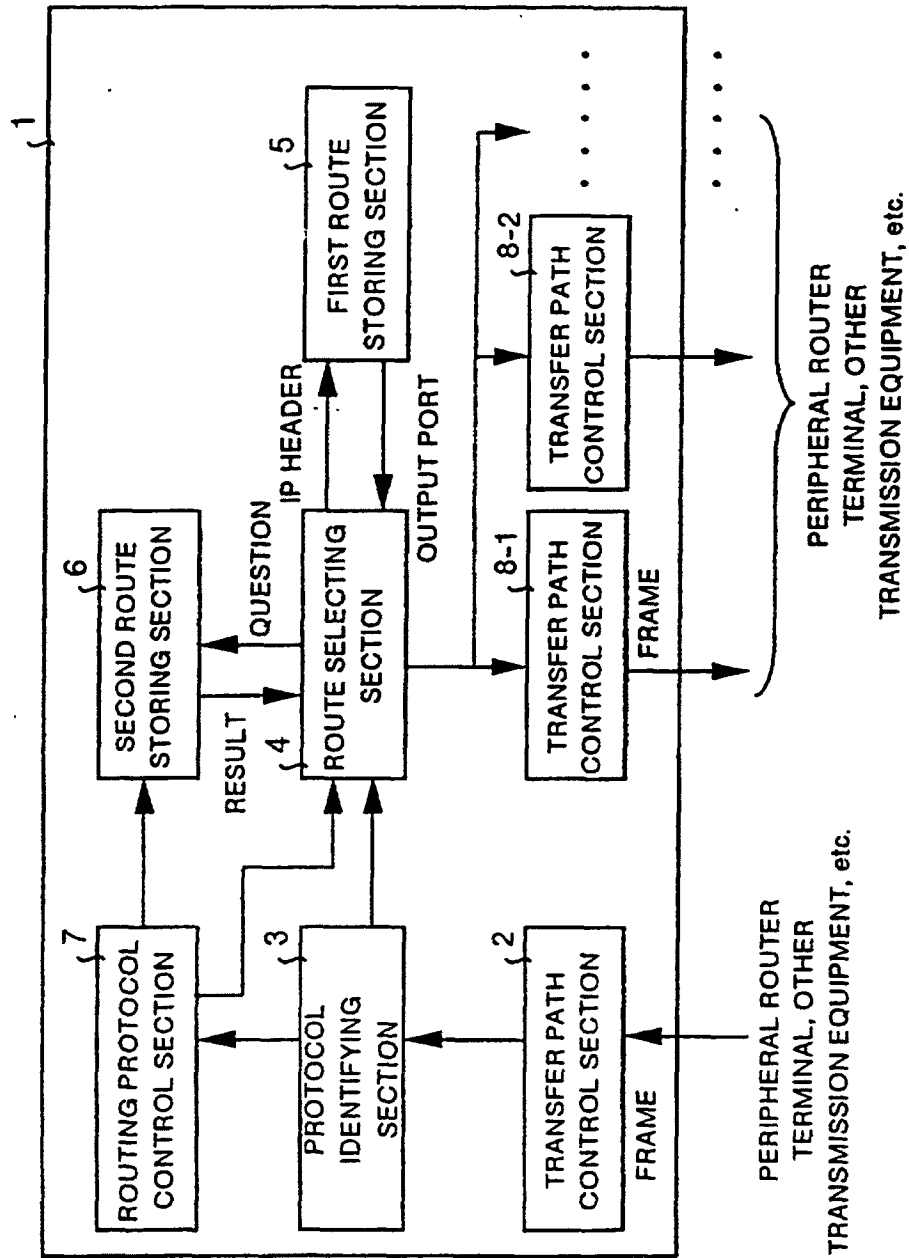 1
7
ROUTING PROTOCOL
CONTROL SECTION
6
SECOND ROUTE
STORING SECTION
RESULT
QUESTION
3
PROTOCOL
IDENTIFYING
SECTION
4
ROUTE SELECTING
SECTION
IP HEADER
OUTPUT PORT
5
FIRST ROUTE
STORING SECTION
2
TRANSFER PATH
CONTROL SECTION
FRAME
8-1
TRANSFER PATH
CONTROL SECTION
FRAME
8-2
TRANSFER PATH
CONTROL SECTION
PERIPHERAL ROUTER
TERMINAL, OTHER
TRANSMISSION EQUIPMENT, etc.
PERIPHERAL ROUTER
TERMINAL, OTHER
TRANSMISSION EQUIPMENT, etc.